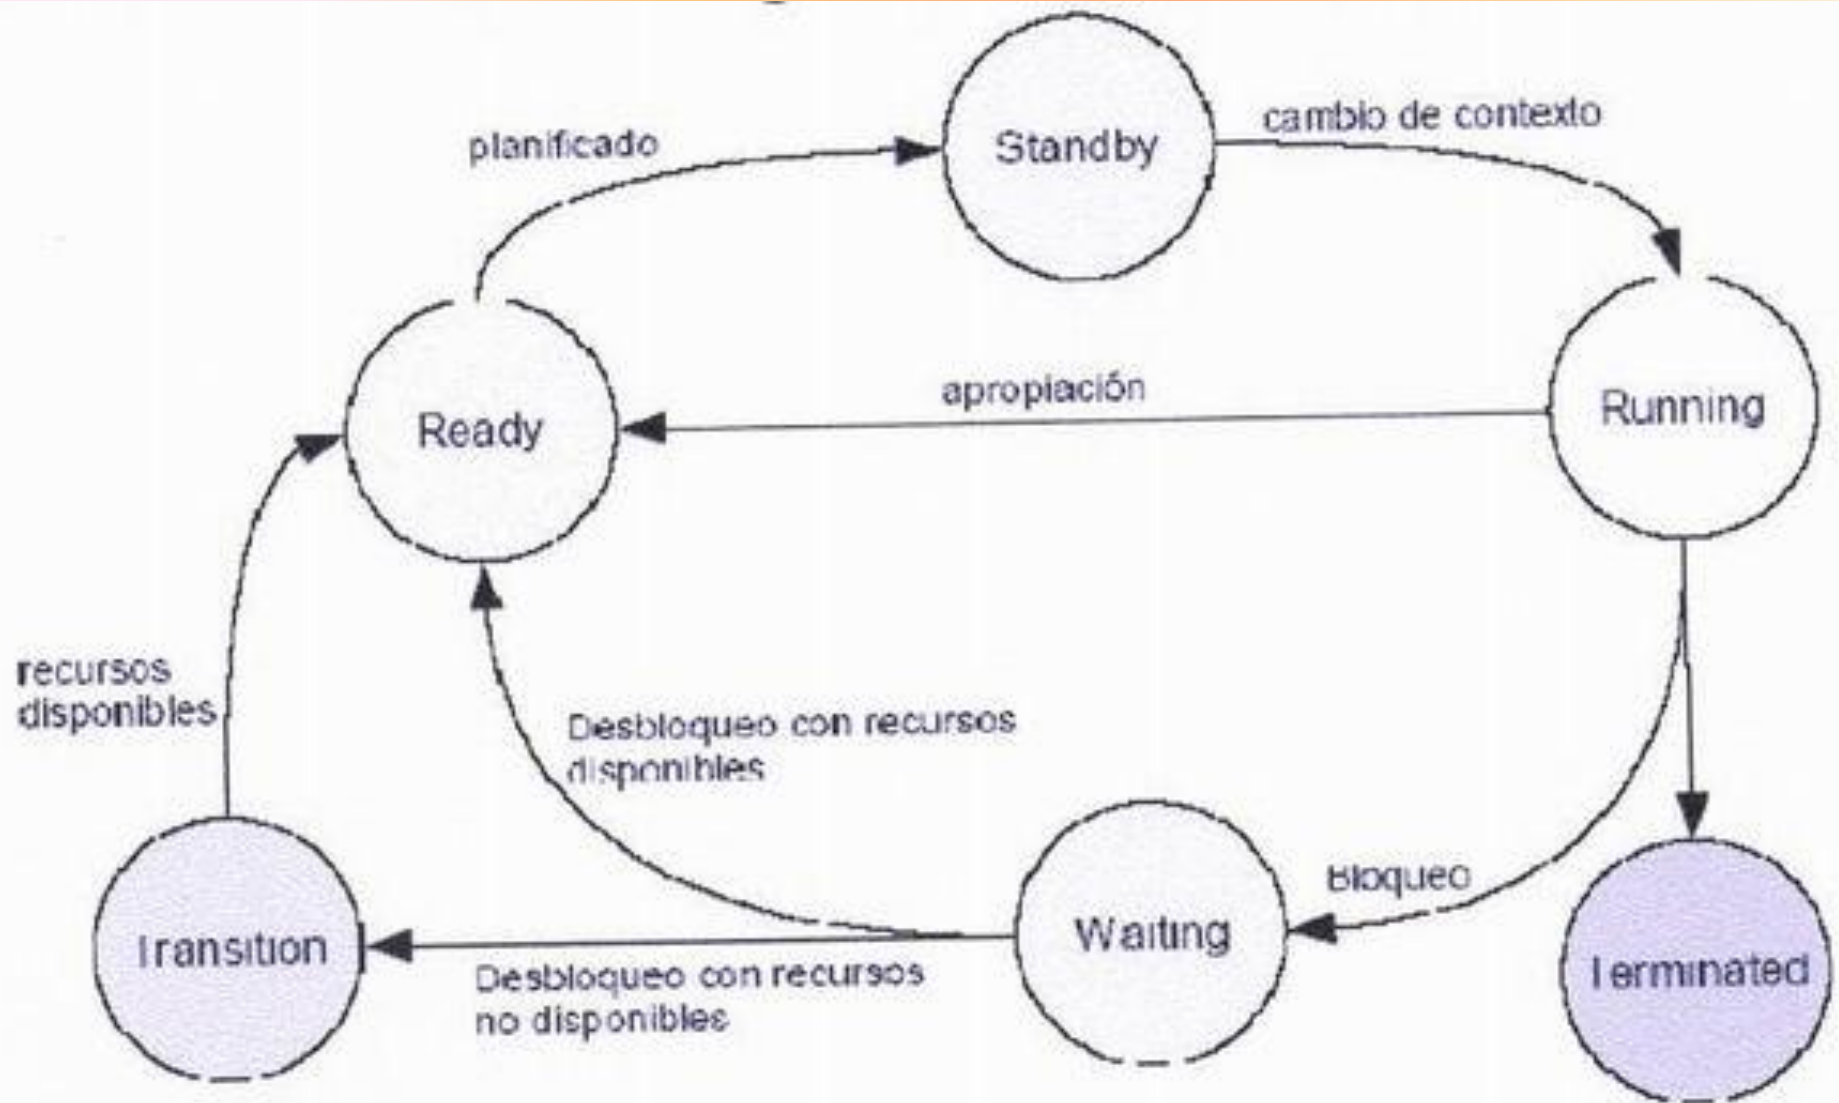 planificado
Standby
cambio de contexto
Ready
apropiación
Running
recursos
disponibles
Desbloqueo con recursos
disponibles
Transition
Desbloqueo con recursos
no disponibles
Waiting
Bloqueo
Terminated